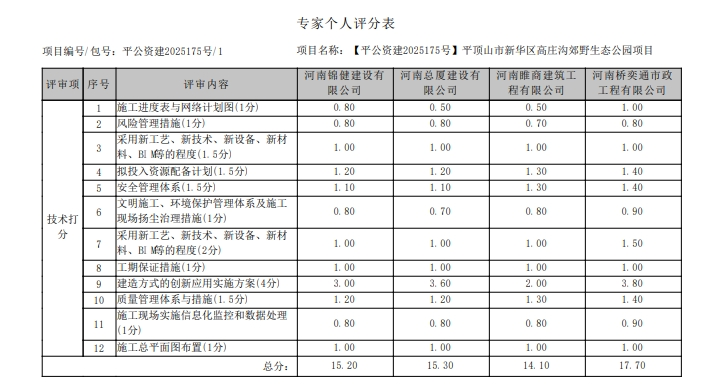 专家个人评分表
项目编号/包号：平公资建2025175号/1 项目名称：【平公资建2025175号】平顶山市新华区高庄沟郊野生态公园项目
评审项 序号 评审内容 河南锦健建设有限公司 河南总厦建设有限公司 河南睢商建筑工程有限公司 河南桥奕通市政工程有限公司
技术打分
1 施工进度表与网络计划图(1分) 0.80 0.50 0.50 1.00
2 风险管理措施(1分) 0.80 0.80 0.70 0.80
3 采用新工艺、新技术、新设备、新材料、BIM等的程度(1.5分) 1.00 1.00 1.00 1.00
4 拟投入资源配备计划(1.5分) 1.20 1.20 1.30 1.40
5 安全管理体系(1.5分) 1.10 1.10 1.30 1.40
6 文明施工、环境保护管理体系及施工现场扬尘治理措施(1分) 0.80 0.70 0.80 0.90
7 采用新工艺、新技术、新设备、新材料、BIM等的程度(2分) 1.00 1.00 1.00 1.50
8 工期保证措施(1分) 1.00 1.00 1.00 1.00
9 建造方式的创新应用实施方案(4分) 3.00 3.60 2.00 3.80
10 质量管理体系与措施(1.5分) 1.20 1.20 1.30 1.40
11 施工现场实施信息化监控和数据处理(1分) 0.80 0.80 0.80 0.90
12 施工总平面图布置(1分) 1.00 1.00 1.00 1.00
总分： 15.20 15.30 14.10 17.70